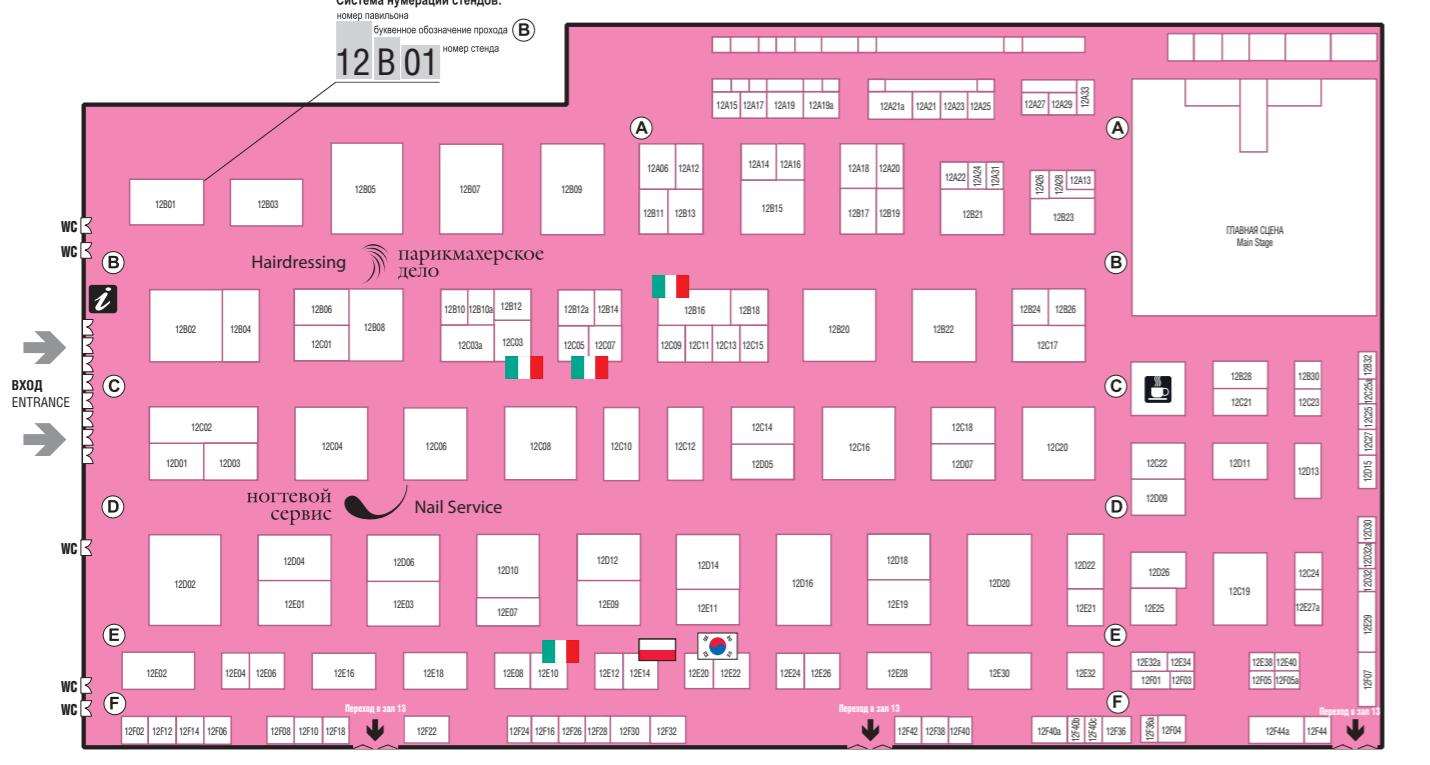 Система нумерации стендов:
номер павильона
буквенное обозначение прохода B
12 B 01 номер стенда
12A15 12A17 12A19 12A19a 12A21a 12A21 12A23 12A25 12A27 12A29 12A33
A A
12A06 12A12 12A14 12A16 12A18 12A20 12A22 12A24 12A31 12A26 12A28 12A13
12B01 12B03 12B05 12B07 12B09 12B11 12B13 12B15 12B17 12B19 12B21 12B23
ГЛАВНАЯ СЦЕНА
Main Stage
WC
WC
B B
Hairdressing парикмахерское
дело
i
12B02 12B04 12B06 12B08 12B10 12B10a 12B12 12B12a 12B14 12B16 12B18 12B20 12B22 12B24 12B26
12C01 12C03a 12C03 12C05 12C07 12C09 12C11 12C13 12C15 12C17
ВХОД
ENTRANCE
C C
12B28 12B30 12B32
12C21 12C23 12C25a
12C25
12C27
12D15
12C02 12C04 12C06 12C08 12C10 12C12 12C14 12C16 12C18 12C20
12D01 12D03 12D05 12D07
12C22 12D11 12D13
12D09
D D
ногтевой
сервис
Nail Service
WC
12D02 12D04 12D06 12D10 12D12 12D14 12D16 12D18 12D20 12D22 12D26 12C19 12C24 12D30
12D32a
12D32
12E01 12E03 12E07 12E09 12E11 12E19 12E21 12E25 12E27a 12E29
E E
12E02 12E04 12E06 12E16 12E18 12E08 12E10 12E12 12E14 12E20 12E22 12E24 12E26 12E28 12E30 12E32 12E32a 12E34 12E38 12E40
12F01 12F03 12F05 12F05a 12F07
WC
WC
F F
Переход в зал 13 Переход в зал 13 Переход в зал 13
12F02 12F12 12F14 12F06 12F08 12F10 12F18 12F22 12F24 12F16 12F26 12F28 12F30 12F32 12F42 12F38 12F40 12F40a 12F40b 12F40c 12F36 12F36a 12F04 12F44a 12F44